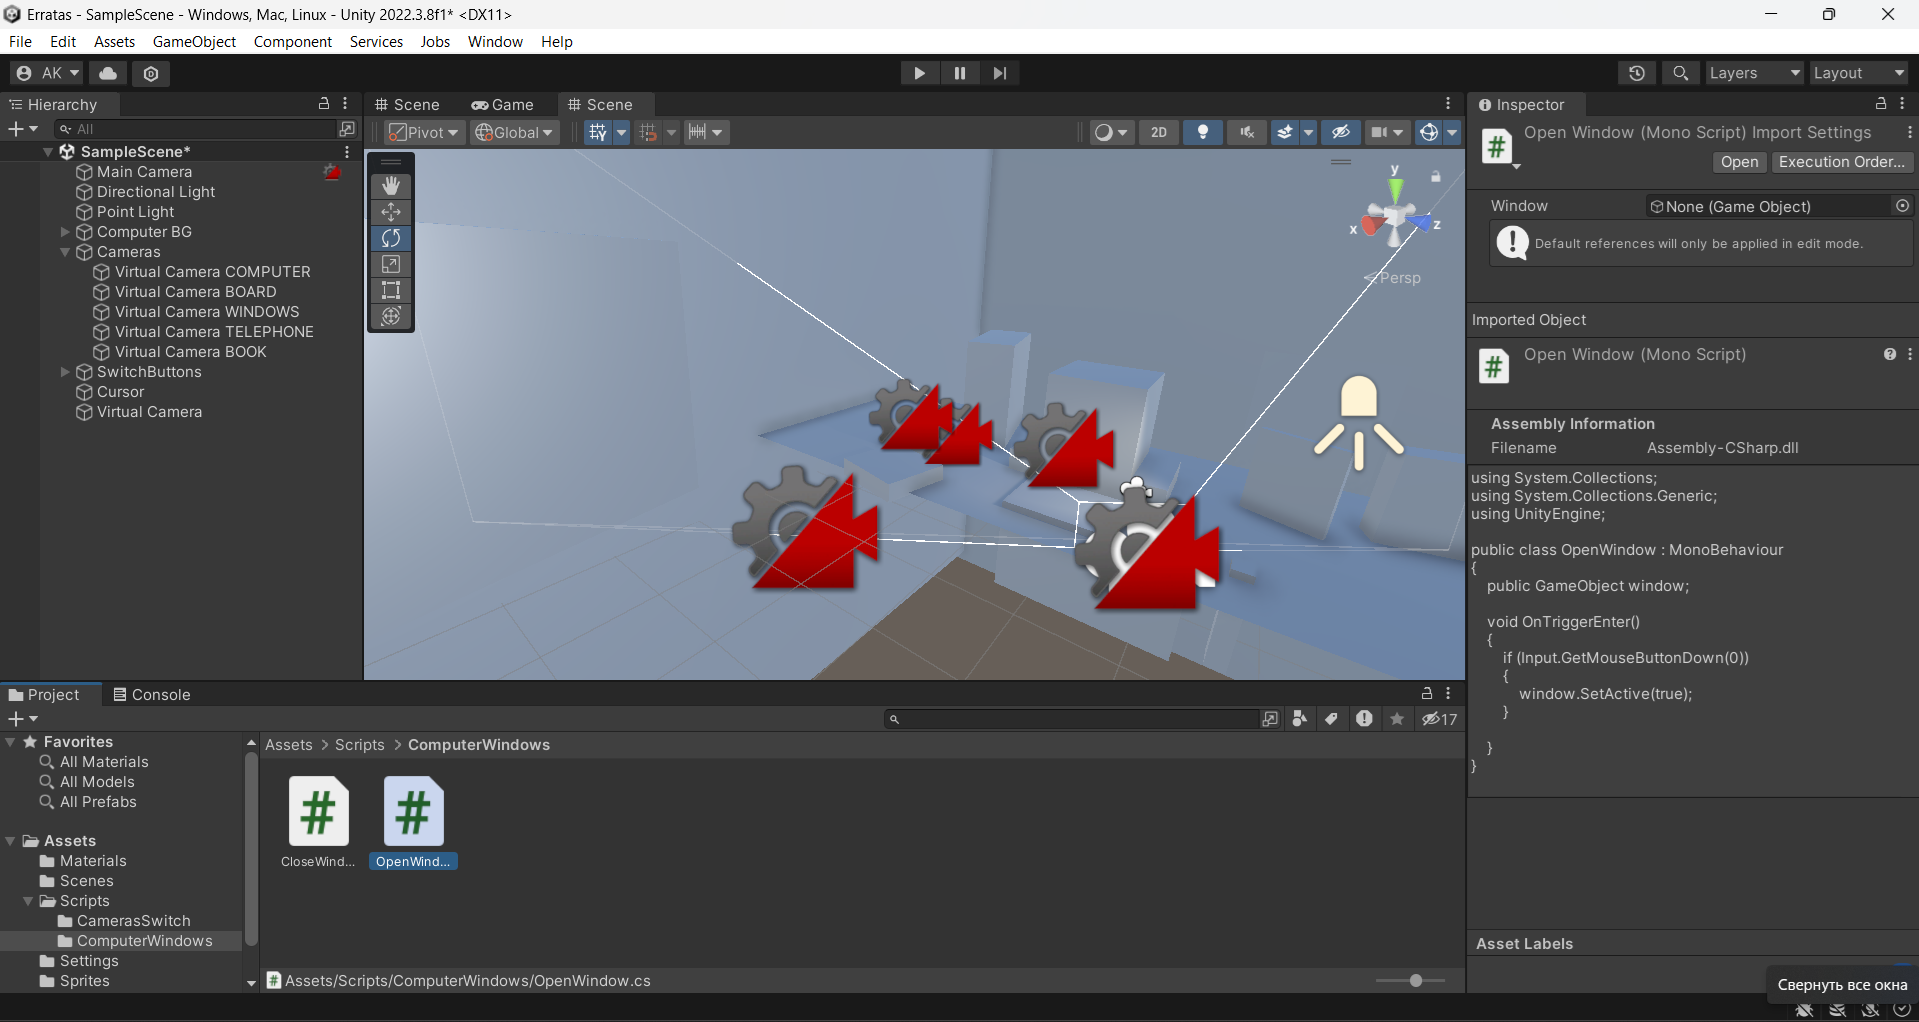 Erratas - SampleScene - Windows, Mac, Linux - Unity 2022.3.8f1* <DX11>
File Edit Assets GameObject Component Services Jobs Window Help
AK
Layers
Layout
Hierarchy
All
SampleScene*
Main Camera
Directional Light
Point Light
Computer BG
Cameras
Virtual Camera COMPUTER
Virtual Camera BOARD
Virtual Camera WINDOWS
Virtual Camera TELEPHONE
Virtual Camera BOOK
SwitchButtons
Cursor
Virtual Camera
Scene Game Scene
Pivot Global 2D
y
x
z
Persp
Inspector
Open Window (Mono Script) Import Settings
Open Execution Order...
Window None (Game Object)
Default references will only be applied in edit mode.
Imported Object
Open Window (Mono Script)
Assembly Information
Filename Assembly-CSharp.dll
using System.Collections;
using System.Collections.Generic;
using UnityEngine;
public class OpenWindow : MonoBehaviour
{
public GameObject window;
void OnTriggerEnter()
{
if (Input.GetMouseButtonDown(0))
{
window.SetActive(true);
}
}
}
Asset Labels
Project Console
17
Favorites
All Materials
All Models
All Prefabs
Assets
Materials
Scenes
Scripts
CamerasSwitch
ComputerWindows
Settings
Sprites
Assets > Scripts > ComputerWindows
CloseWind...
OpenWind...
Assets/Scripts/ComputerWindows/OpenWindow.cs
Свернуть все окна